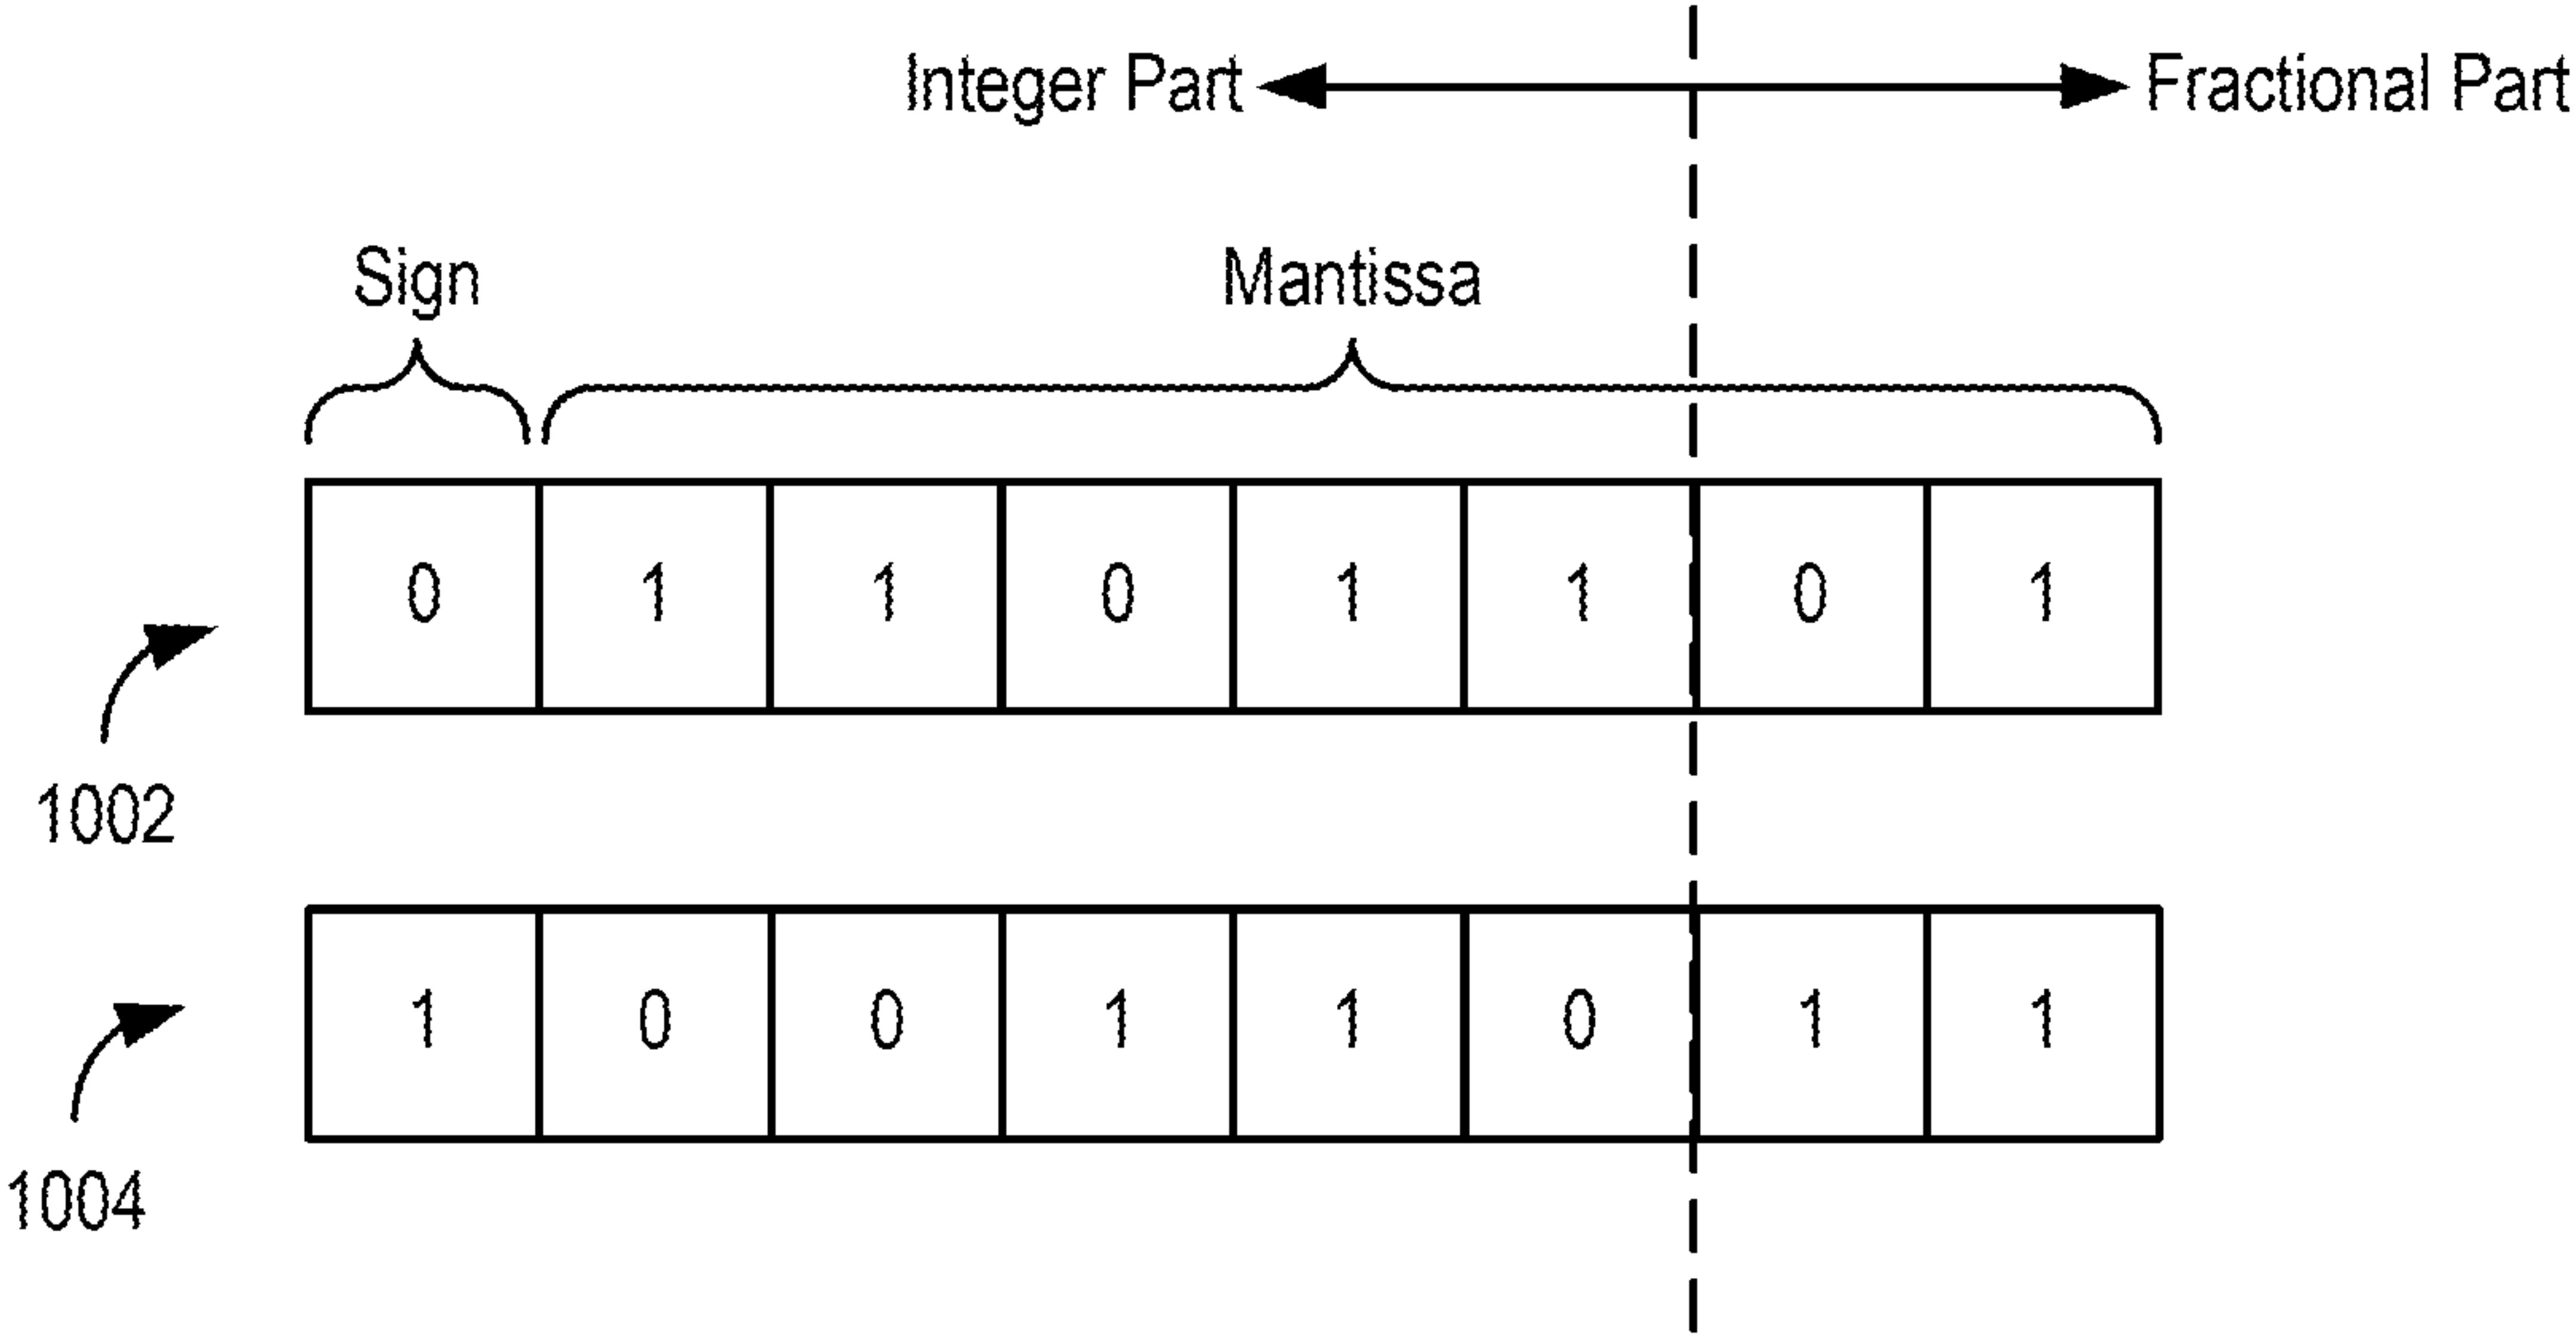 Integer Part Fractional Part
Sign Mantissa
0 1 1 0 1 1 0 1
1002
1 0 0 1 1 0 1 1
1004